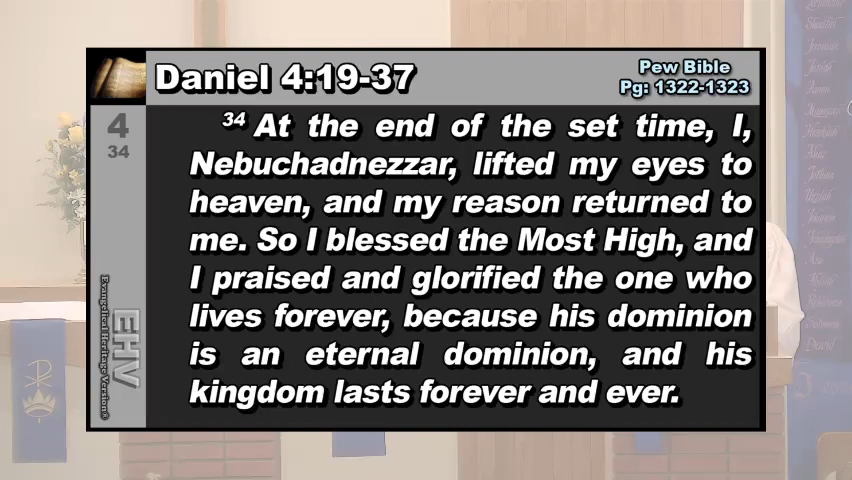 Daniel 4:19-37
Pew Bible
Pg: 1322-1323
4
34
34 At the end of the set time, I,
Nebuchadnezzar, lifted my eyes to
heaven, and my reason returned to
me. So I blessed the Most High, and
I praised and glorified the one who
lives forever, because his dominion
is an eternal dominion, and his
kingdom lasts forever and ever.
EHV
Evangelical Heritage Version®